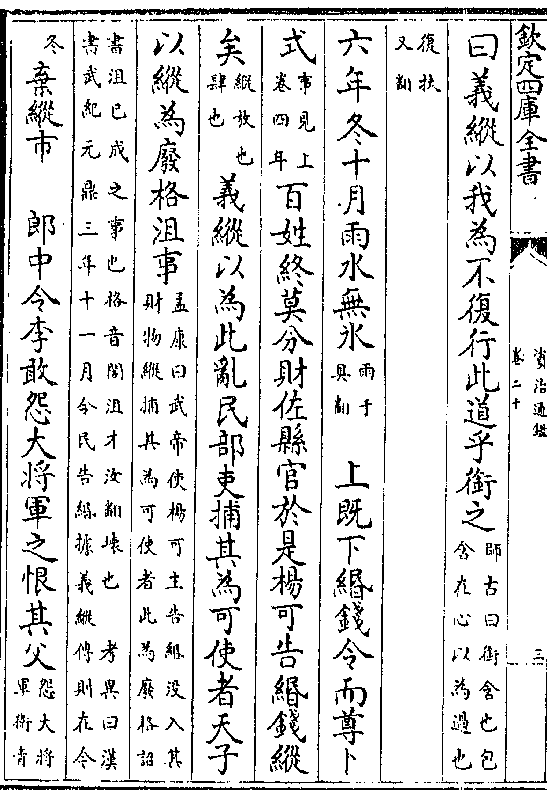 欽定四庫全書
資治通鑑
卷二十
三
曰義縱以我為不復行此道乎銜之師古曰銜含也包
含在心以為過也
復扶
又翻
六年冬十月雨水無氷雨于
具翻
上既下緡錢令而尊卜
式事見上
卷四年
百姓終莫分財佐縣官於是楊可告緡錢縱
矣縱放也
肆也
義縱以為此亂民部吏捕其為可使者天子
以縱為廢格沮事孟康曰武帝使楊可主告緡没入其
財物縱捕其為可使者此為廢格詔
書沮已成之事也格音閣沮才汝翻壞也 考異曰漢
書武紀元鼎三年十一月令民告緡據義縱傳則在今
冬
棄縱市 郎中令李敢怨大將軍之恨其父怨大將
軍衛青